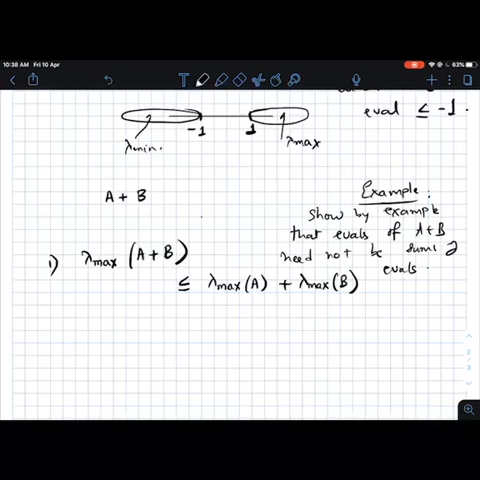 10:38 AM Fri 10 Apr
63%
eval ≤ -1.
-1
1
λmin.
λmax
A + B
Example:
show by example
that evals of A+B
need not be sums of
evals.
1) λmax (A + B)
≤ λmax(A) + λmax(B)